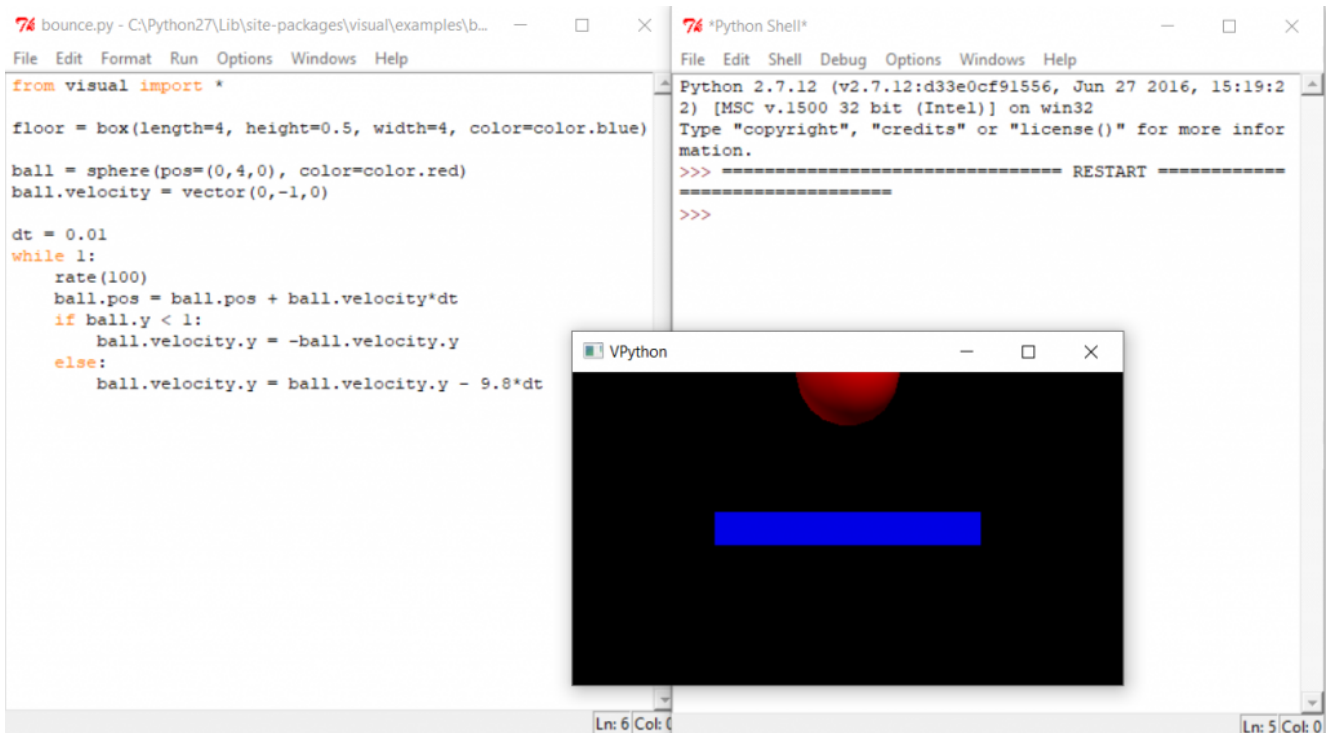 bounce.py - C:\Python27\Lib\site-packages\visual\examples\b...
File Edit Format Run Options Windows Help
from visual import *
floor = box(length=4, height=0.5, width=4, color=color.blue)
ball = sphere(pos=(0,4,0), color=color.red)
ball.velocity = vector(0,-1,0)
dt = 0.01
while 1:
    rate(100)
    ball.pos = ball.pos + ball.velocity*dt
    if ball.y < 1:
        ball.velocity.y = -ball.velocity.y
    else:
        ball.velocity.y = ball.velocity.y - 9.8*dt
Ln: 6 Col: 0
*Python Shell*
File Edit Shell Debug Options Windows Help
Python 2.7.12 (v2.7.12:d33e0cf91556, Jun 27 2016, 15:19:2
2) [MSC v.1500 32 bit (Intel)] on win32
Type "copyright", "credits" or "license()" for more infor
mation.
>>> ================================ RESTART ============
====================
>>>
VPython
Ln: 5 Col: 0